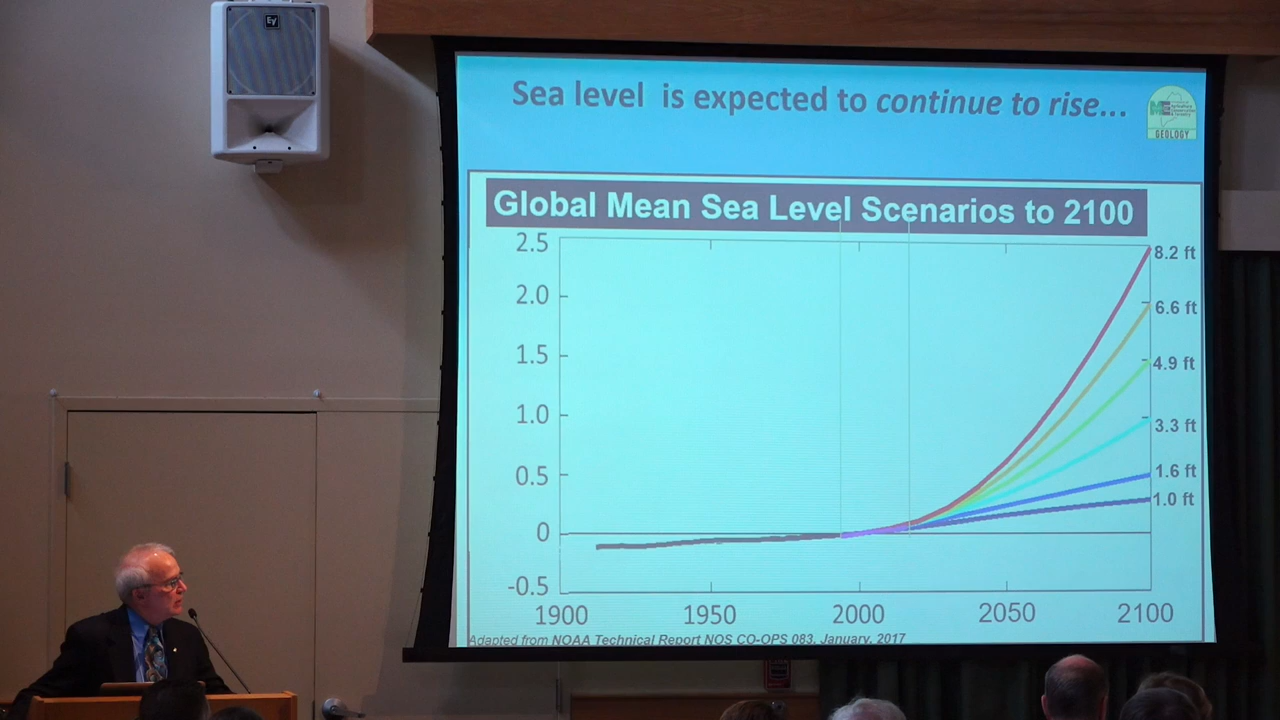 EV
Sea level is expected to continue to rise...
ME
GEOLOGY
Global Mean Sea Level Scenarios to 2100
2.5
2.0
1.5
1.0
0.5
0
-0.5
8.2 ft
6.6 ft
4.9 ft
3.3 ft
1.6 ft
1.0 ft
1900 1950 2000 2050 2100
Adapted from NOAA Technical Report NOS CO-OPS 083, January, 2017